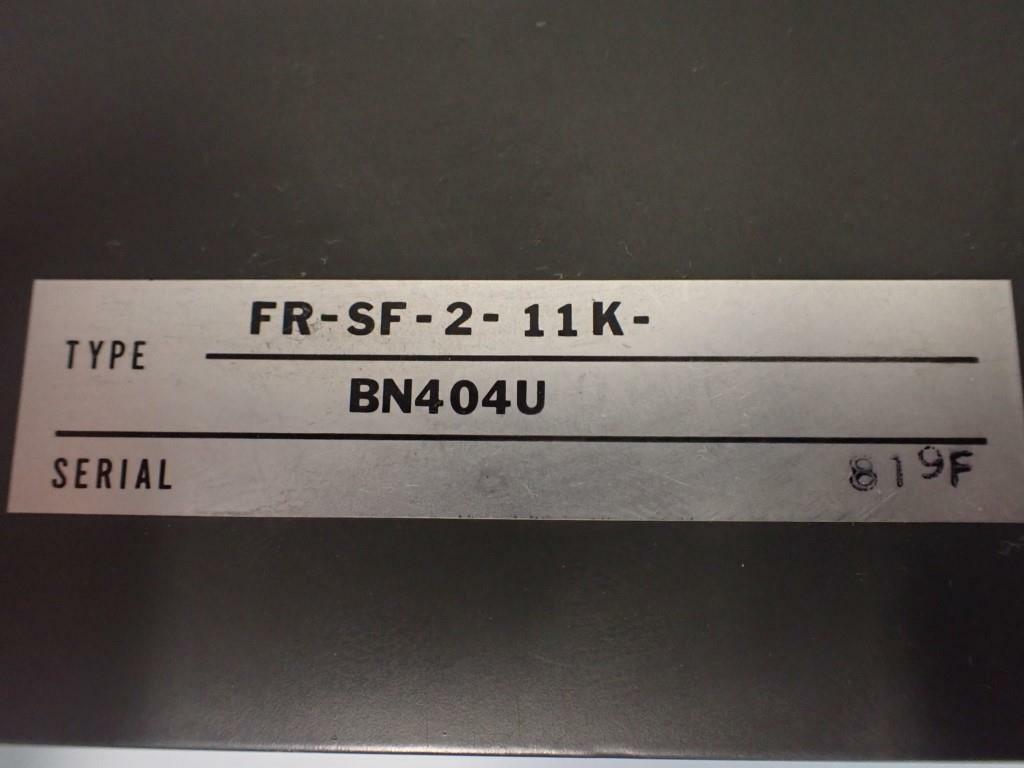 FR-SF-2-11K-
TYPE
BN404U
SERIAL 819F